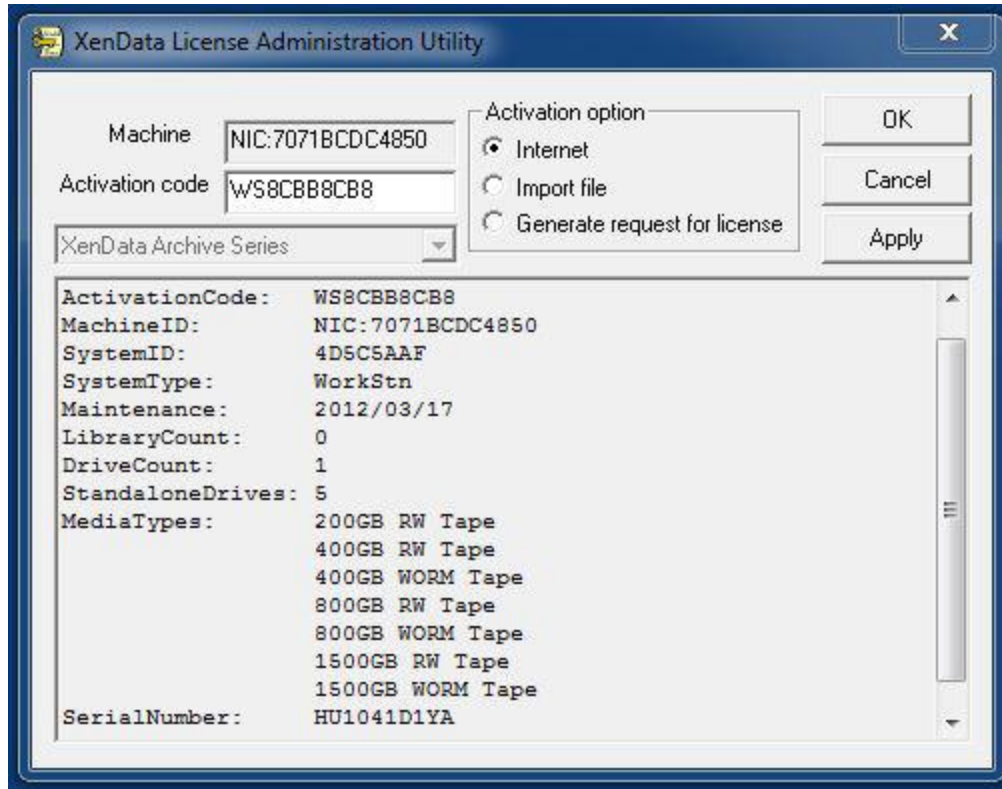 XenData License Administration Utility
x
Machine
NIC:7071BCDC4850
Activation code
WS8CBB8CB8
XenData Archive Series
Activation option
Internet
Import file
Generate request for license
OK
Cancel
Apply
ActivationCode: WS8CBB8CB8
MachineID: NIC:7071BCDC4850
SystemID: 4D5C5AAF
SystemType: WorkStn
Maintenance: 2012/03/17
LibraryCount: 0
DriveCount: 1
StandaloneDrives: 5
MediaTypes: 200GB RW Tape
400GB RW Tape
400GB WORM Tape
800GB RW Tape
800GB WORM Tape
1500GB RW Tape
1500GB WORM Tape
SerialNumber: HU1041D1YA